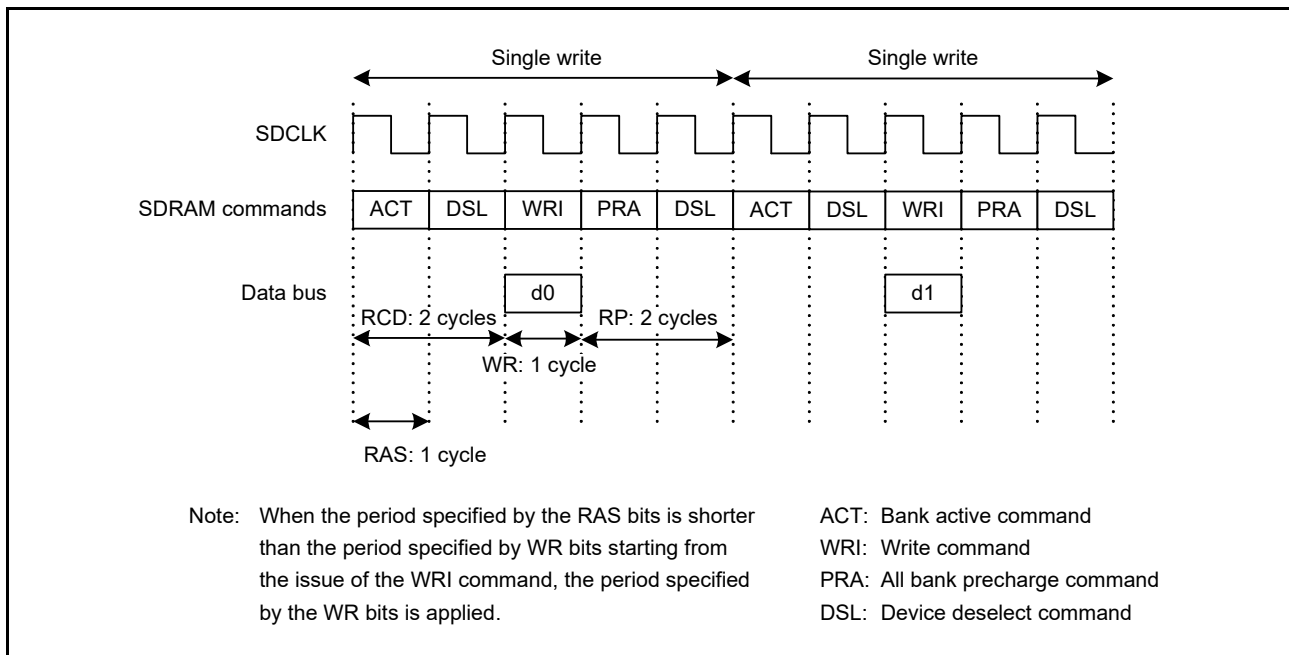 Single write Single write
SDCLK
SDRAM commands ACT DSL WRI PRA DSL ACT DSL WRI PRA DSL
Data bus d0 d1
RCD: 2 cycles RP: 2 cycles
WR: 1 cycle
RAS: 1 cycle
Note: When the period specified by the RAS bits is shorter
than the period specified by WR bits starting from
the issue of the WRI command, the period specified
by the WR bits is applied.
ACT: Bank active command
WRI: Write command
PRA: All bank precharge command
DSL: Device deselect command